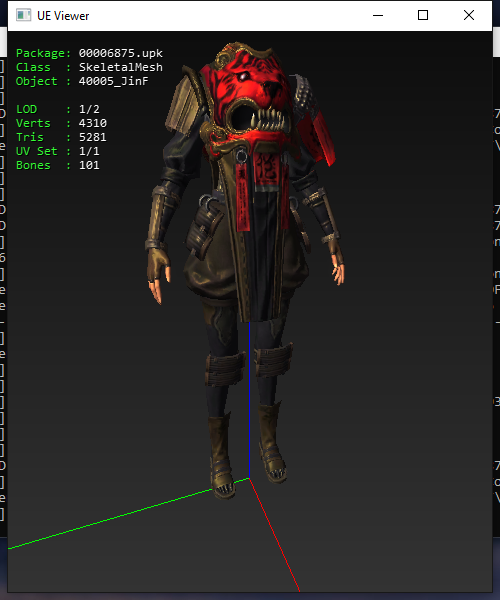 UE Viewer
Package: 00006875.upk
Class : SkeletalMesh
Object : 40005_JinF
LOD : 1/2
Verts : 4310
Tris : 5281
UV Set : 1/1
Bones : 101